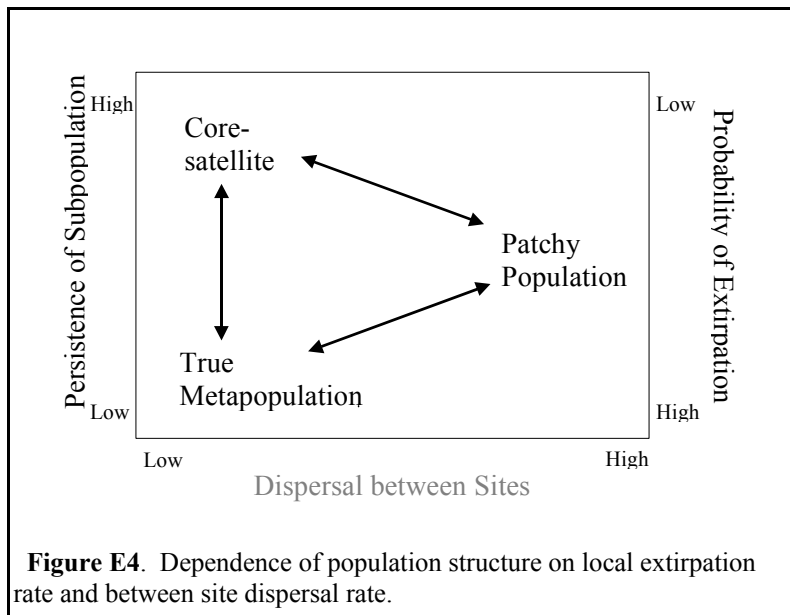 Persistence of Subpopulation
High
Low
Core-
satellite
Patchy
Population
True
Metapopulation
Low
High
Probability of Extirpation
Low
High
Dispersal between Sites
Figure E4.  Dependence of population structure on local extirpation
rate and between site dispersal rate.